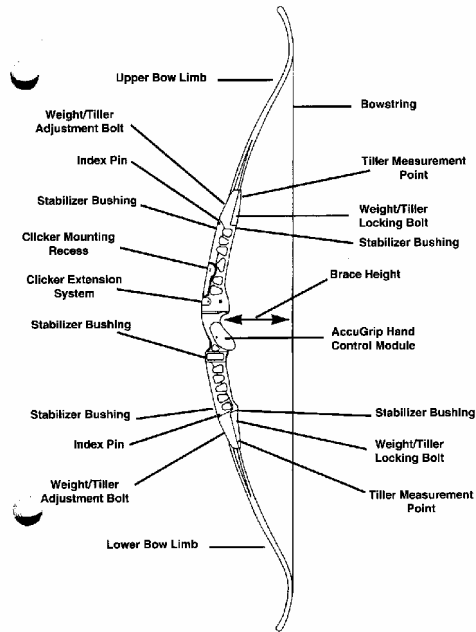 Upper Bow Limb
Bowstring
Weight/Tiller
Adjustment Bolt
Index Pin
Tiller Measurement
Point
Stabilizer Bushing
Weight/Tiller
Locking Bolt
Clicker Mounting
Recess
Stabilizer Bushing
Clicker Extension
System
Brace Height
Stabilizer Bushing
AccuGrip Hand
Control Module
Stabilizer Bushing
Stabilizer Bushing
Index Pin
Weight/Tiller
Locking Bolt
Weight/Tiller
Adjustment Bolt
Tiller Measurement
Point
Lower Bow Limb